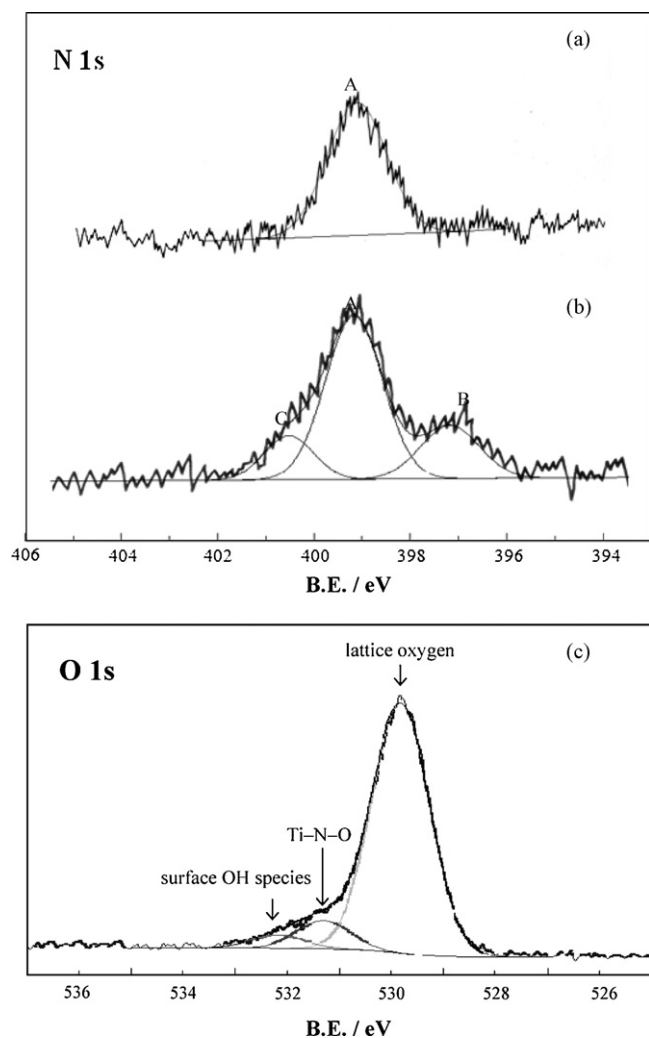 (a)
N 1s
A
(b)
A
C
B
406 404 402 400 398 396 394
B.E. / eV
lattice oxygen
(c)
O 1s
Ti–N–O
surface OH species
536 534 532 530 528 526
B.E. / eV